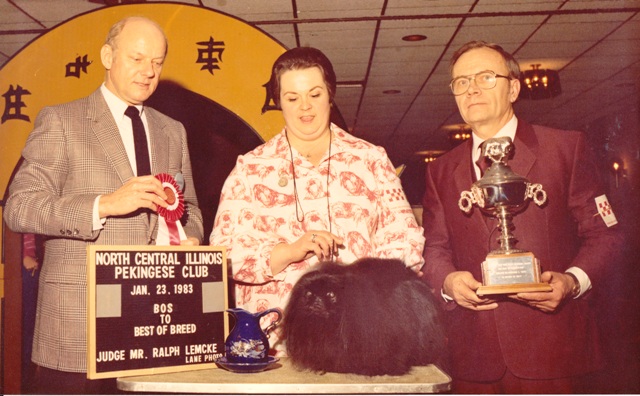 NORTH CENTRAL ILLINOIS
PEKINGESE CLUB
JAN. 23, 1983
BOS
TO
BEST OF BREED
JUDGE MR. RALPH LEMCKE
LANE PHOTO